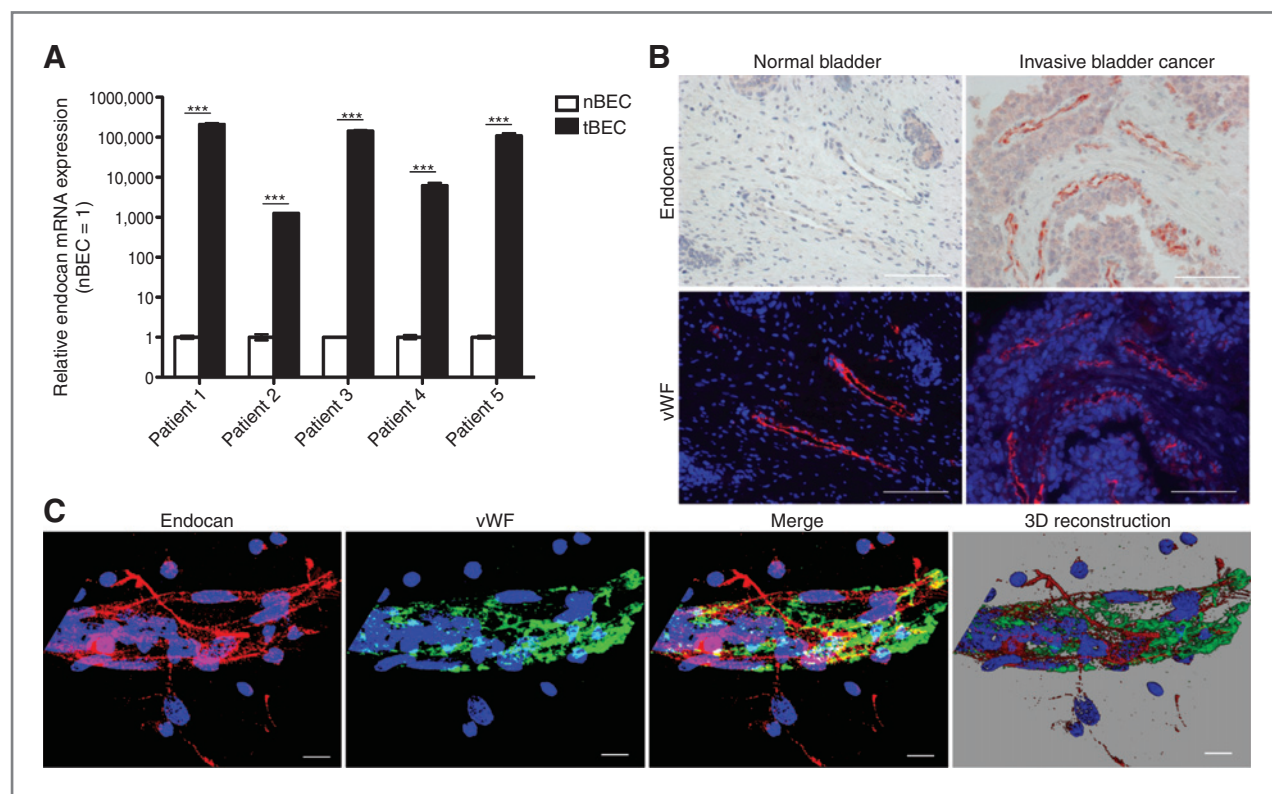 A
Relative endocan mRNA expression
(nBEC = 1)
1000,000
100,000
10,000
1,000
100
10
1
0
***
***
***
***
***
nBEC
tBEC
Patient 1
Patient 2
Patient 3
Patient 4
Patient 5
B
Normal bladder
Invasive bladder cancer
Endocan
vWF
C
Endocan
vWF
Merge
3D reconstruction